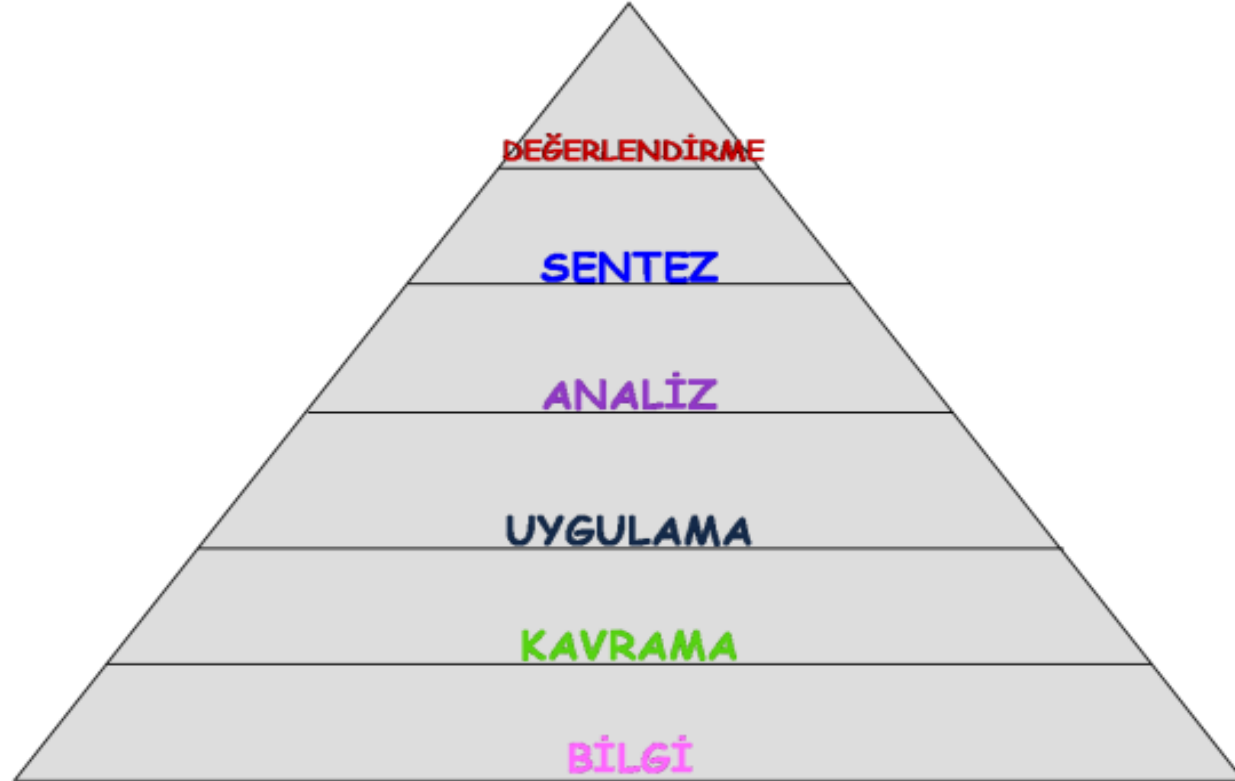 DEĞERLENDİRME
SENTEZ
ANALİZ
UYGULAMA
KAVRAMA
BİLGİ